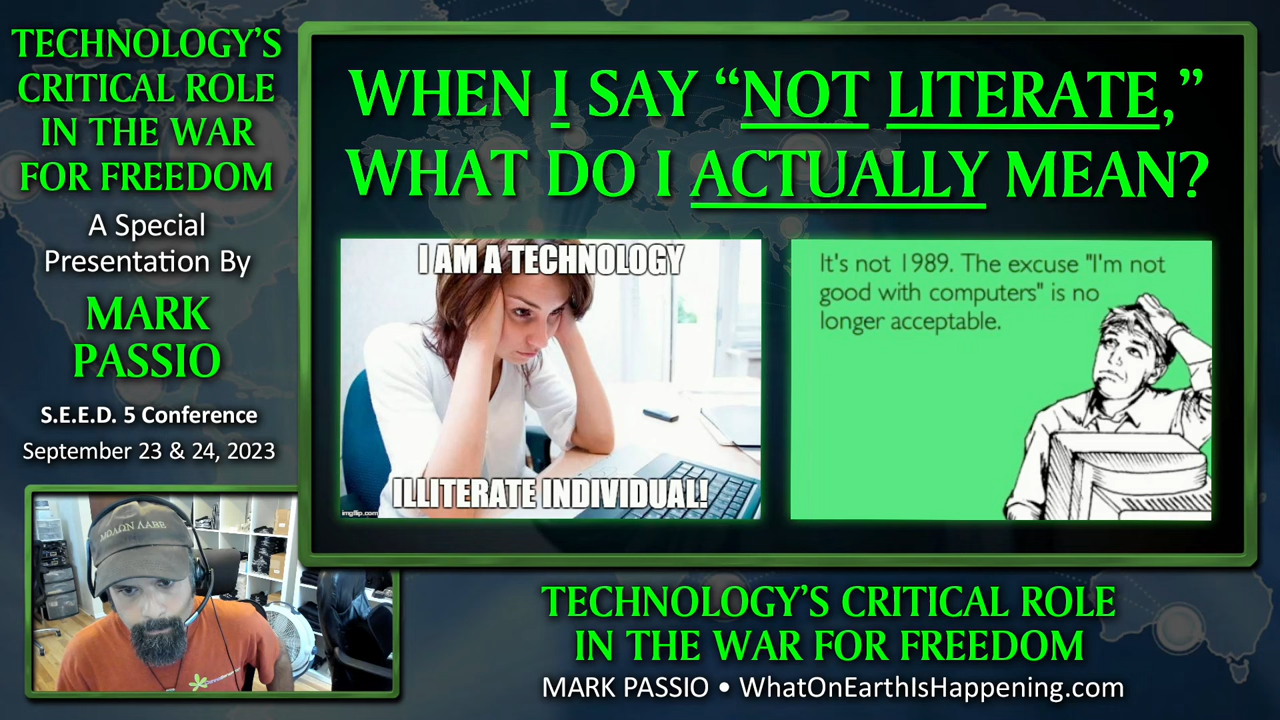 TECHNOLOGY'S
CRITICAL ROLE
IN THE WAR
FOR FREEDOM
A Special
Presentation By
MARK
PASSIO
S.E.E.D. 5 Conference
September 23 & 24, 2023
ΜΟΛΩΝ ΛΑΒΕ
WHEN I SAY “NOT LITERATE,”
WHAT DO I ACTUALLY MEAN?
I AM A TECHNOLOGY
ILLITERATE INDIVIDUAL!
imgflip.com
It's not 1989. The excuse "I'm not
good with computers" is no
longer acceptable.
TECHNOLOGY'S CRITICAL ROLE
IN THE WAR FOR FREEDOM
MARK PASSIO • WhatOnEarthIsHappening.com